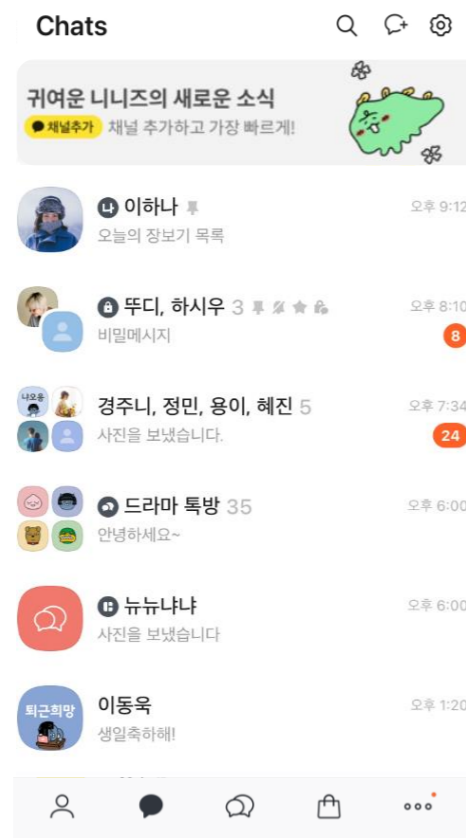 Chats
귀여운 니니즈의 새로운 소식
채널추가 채널 추가하고 가장 빠르게!
나 이하나 오후 9:12
오늘의 장보기 목록
뚜디, 하시우 3 오후 8:10
비밀메시지 8
냐오옹
경주니, 정민, 용이, 혜진 5 오후 7:34
사진을 보냈습니다. 24
드라마 톡방 35 오후 6:00
안녕하세요~
뉴뉴냐냐 오후 6:00
사진을 보냈습니다
퇴근희망
이동욱 오후 1:20
생일축하해!